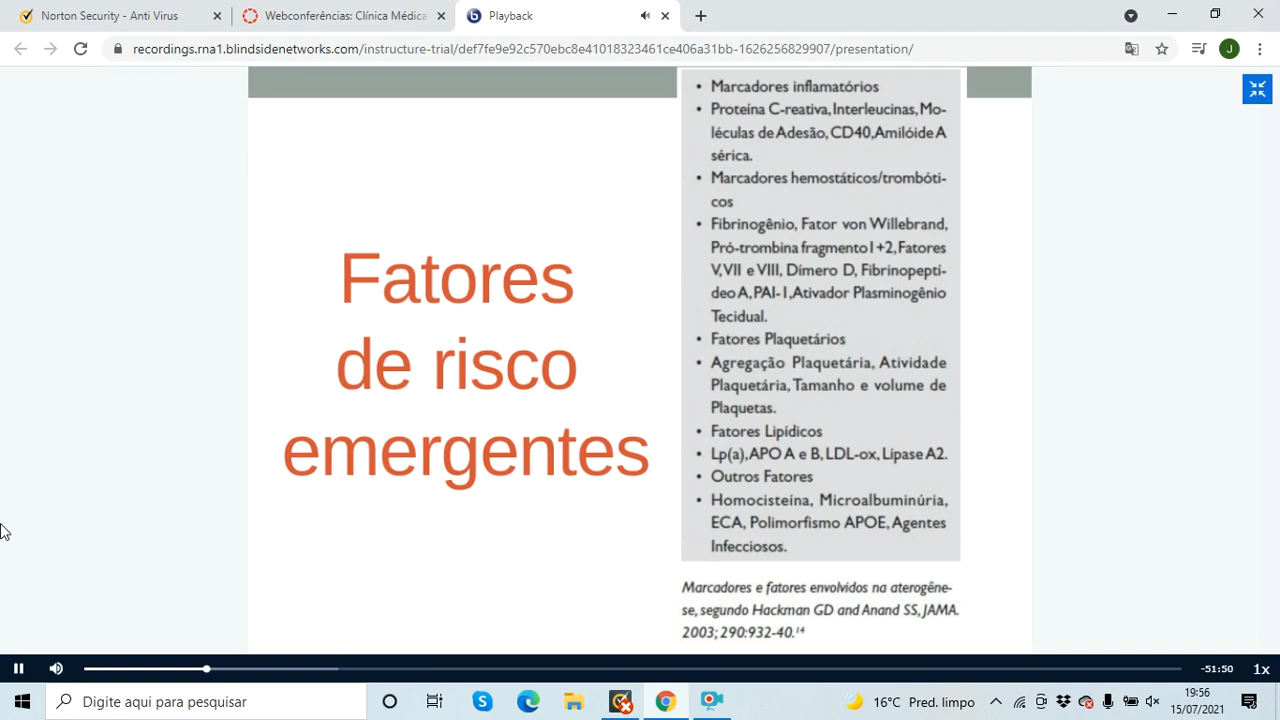 Norton Security - Anti Virus
Webconferências: Clínica Médica
Playback
recordings.rna1.blindsidenetworks.com/instructure-trial/def7fe9e92c570ebc8e41018323461ce406a31bb-1626256829907/presentation/
J
Fatores
de risco
emergentes
• Marcadores inflamatórios
• Proteína C-reativa, Interleucinas, Mo-
léculas de Adesão, CD40, Amilóide A
sérica.
• Marcadores hemostáticos/trombóti-
cos
• Fibrinogênio, Fator von Willebrand,
Pró-trombina fragmento 1+2, Fatores
V, VII e VIII, Dímero D, Fibrinopeptí-
deo A, PAI-1, Ativador Plasminogênio
Tecidual.
• Fatores Plaquetários
• Agregação Plaquetária, Atividade
Plaquetária, Tamanho e volume de
Plaquetas.
• Fatores Lipídicos
• Lp(a), APO A e B, LDL-ox, Lipase A2.
• Outros Fatores
• Homocisteína, Microalbuminúria,
ECA, Polimorfismo APOE, Agentes
Infecciosos.
Marcadores e fatores envolvidos na aterogêne-
se, segundo Hackman GD and Anand SS, JAMA.
2003; 290:932-40.¹⁴
-51:50
1x
Digite aqui para pesquisar
16°C Pred. limpo
19:56
15/07/2021